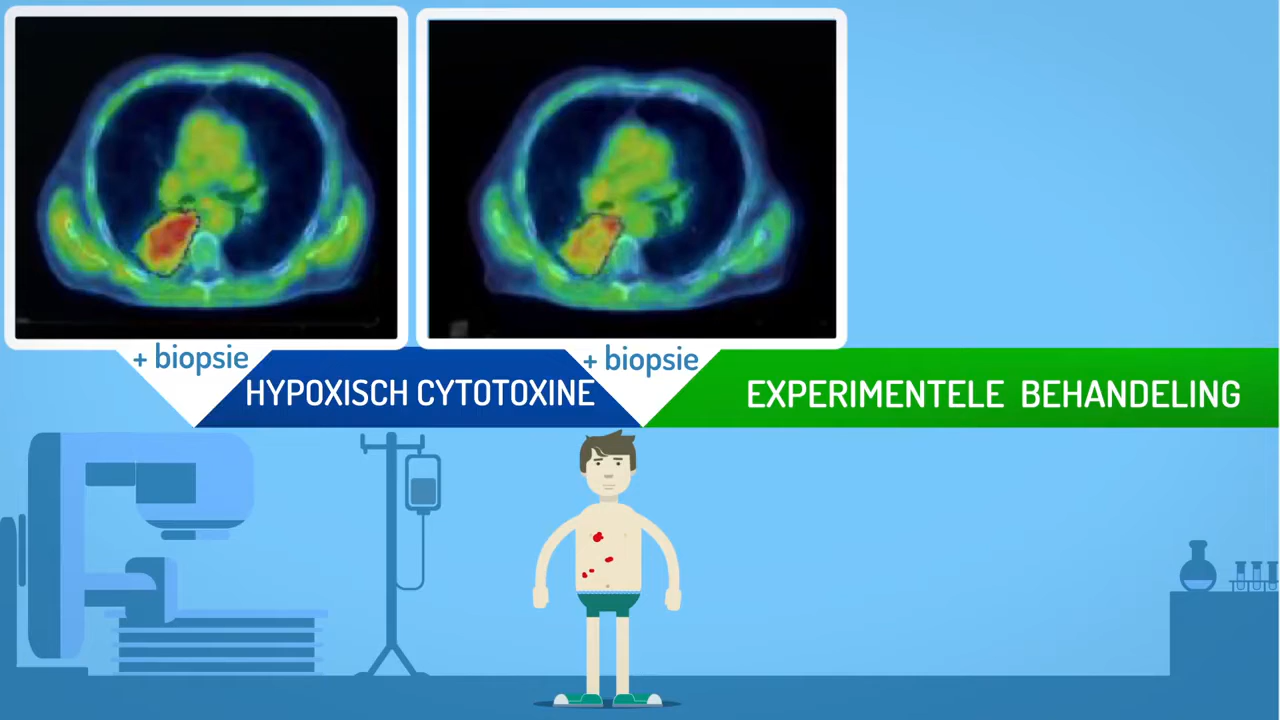 + biopsie
+ biopsie
HYPOXISCH CYTOTOXINE
EXPERIMENTELE BEHANDELING